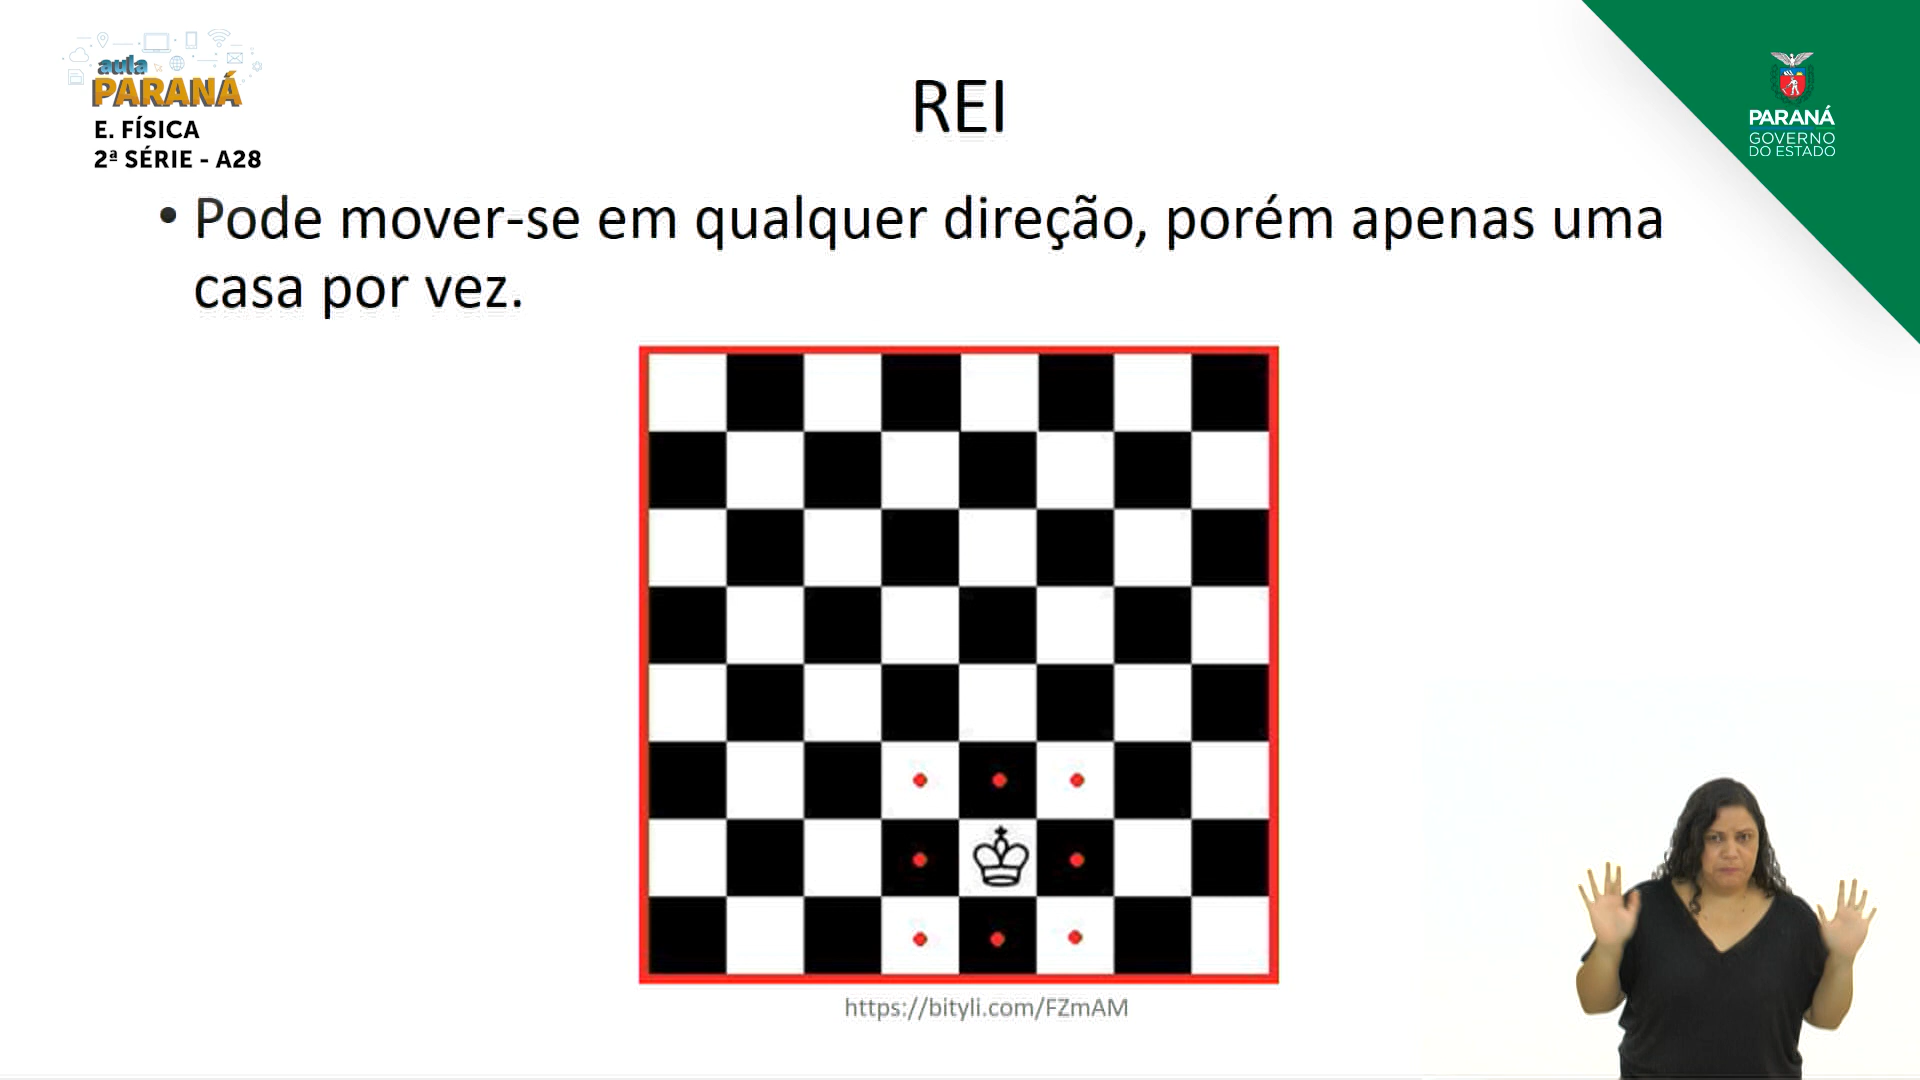 aula
PARANÁ
E. FÍSICA
2ª SÉRIE - A28
REI
PARANÁ
GOVERNO
DO ESTADO
• Pode mover-se em qualquer direção, porém apenas uma
casa por vez.
https://bityli.com/FZmAM